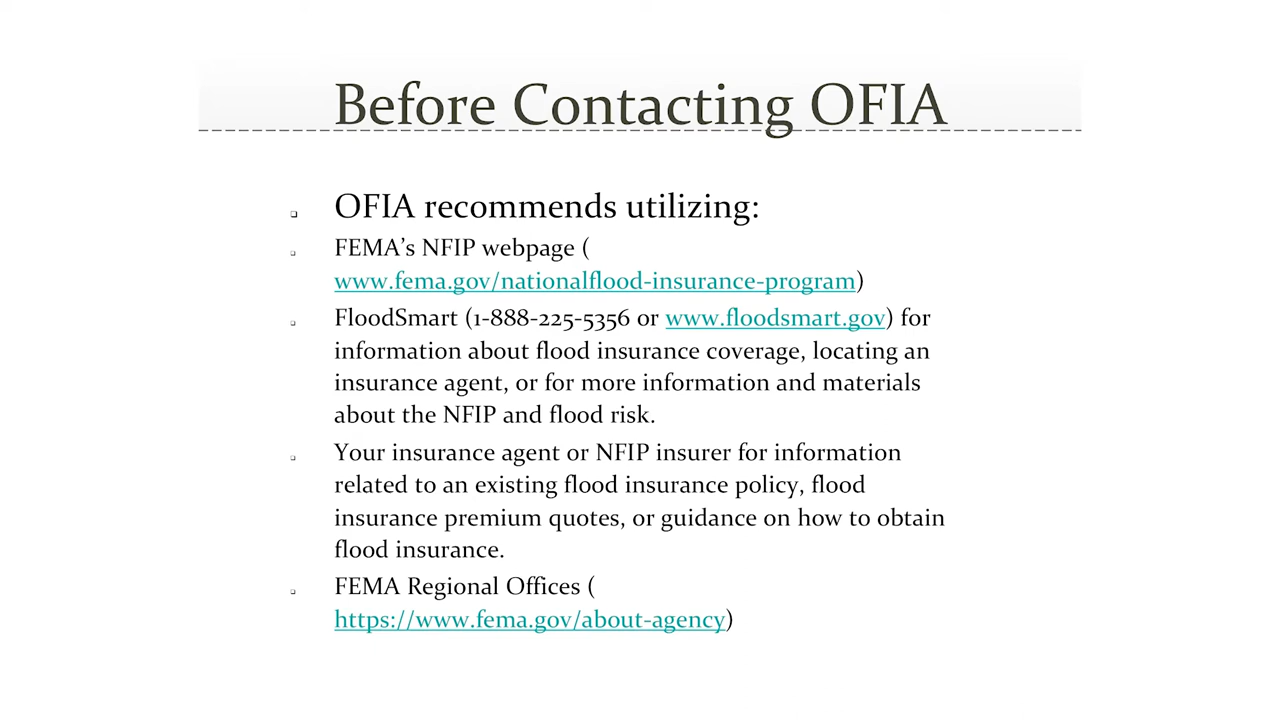 Before Contacting OFIA
OFIA recommends utilizing:
FEMA’s NFIP webpage (
www.fema.gov/nationalflood-insurance-program)
FloodSmart (1-888-225-5356 or www.floodsmart.gov) for
information about flood insurance coverage, locating an
insurance agent, or for more information and materials
about the NFIP and flood risk.
Your insurance agent or NFIP insurer for information
related to an existing flood insurance policy, flood
insurance premium quotes, or guidance on how to obtain
flood insurance.
FEMA Regional Offices (
https://www.fema.gov/about-agency)